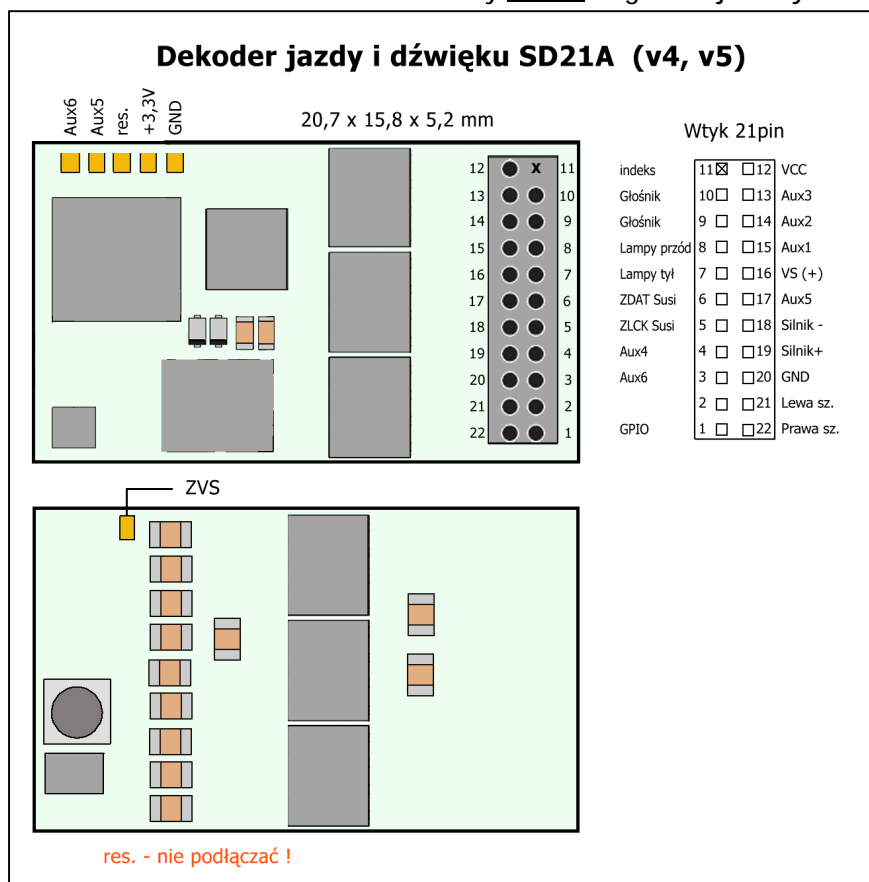 Dekoder jazdy i dźwięku SD21A (v4, v5)
Aux6
Aux5
res.
+3,3V
GND
20,7 x 15,8 x 5,2 mm
12 x 11
13 10
14 9
15 8
16 7
17 6
18 5
19 4
20 3
21 2
22 1
Wtyk 21pin
indeks 11 12 VCC
Głośnik 10 13 Aux3
Głośnik 9 14 Aux2
Lampy przód 8 15 Aux1
Lampy tył 7 16 VS (+)
ZDAT Susi 6 17 Aux5
ZLCK Susi 5 18 Silnik -
Aux4 4 19 Silnik+
Aux6 3 20 GND
2 21 Lewa sz.
GPIO 1 22 Prawa sz.
ZVS
res. - nie podłączać !